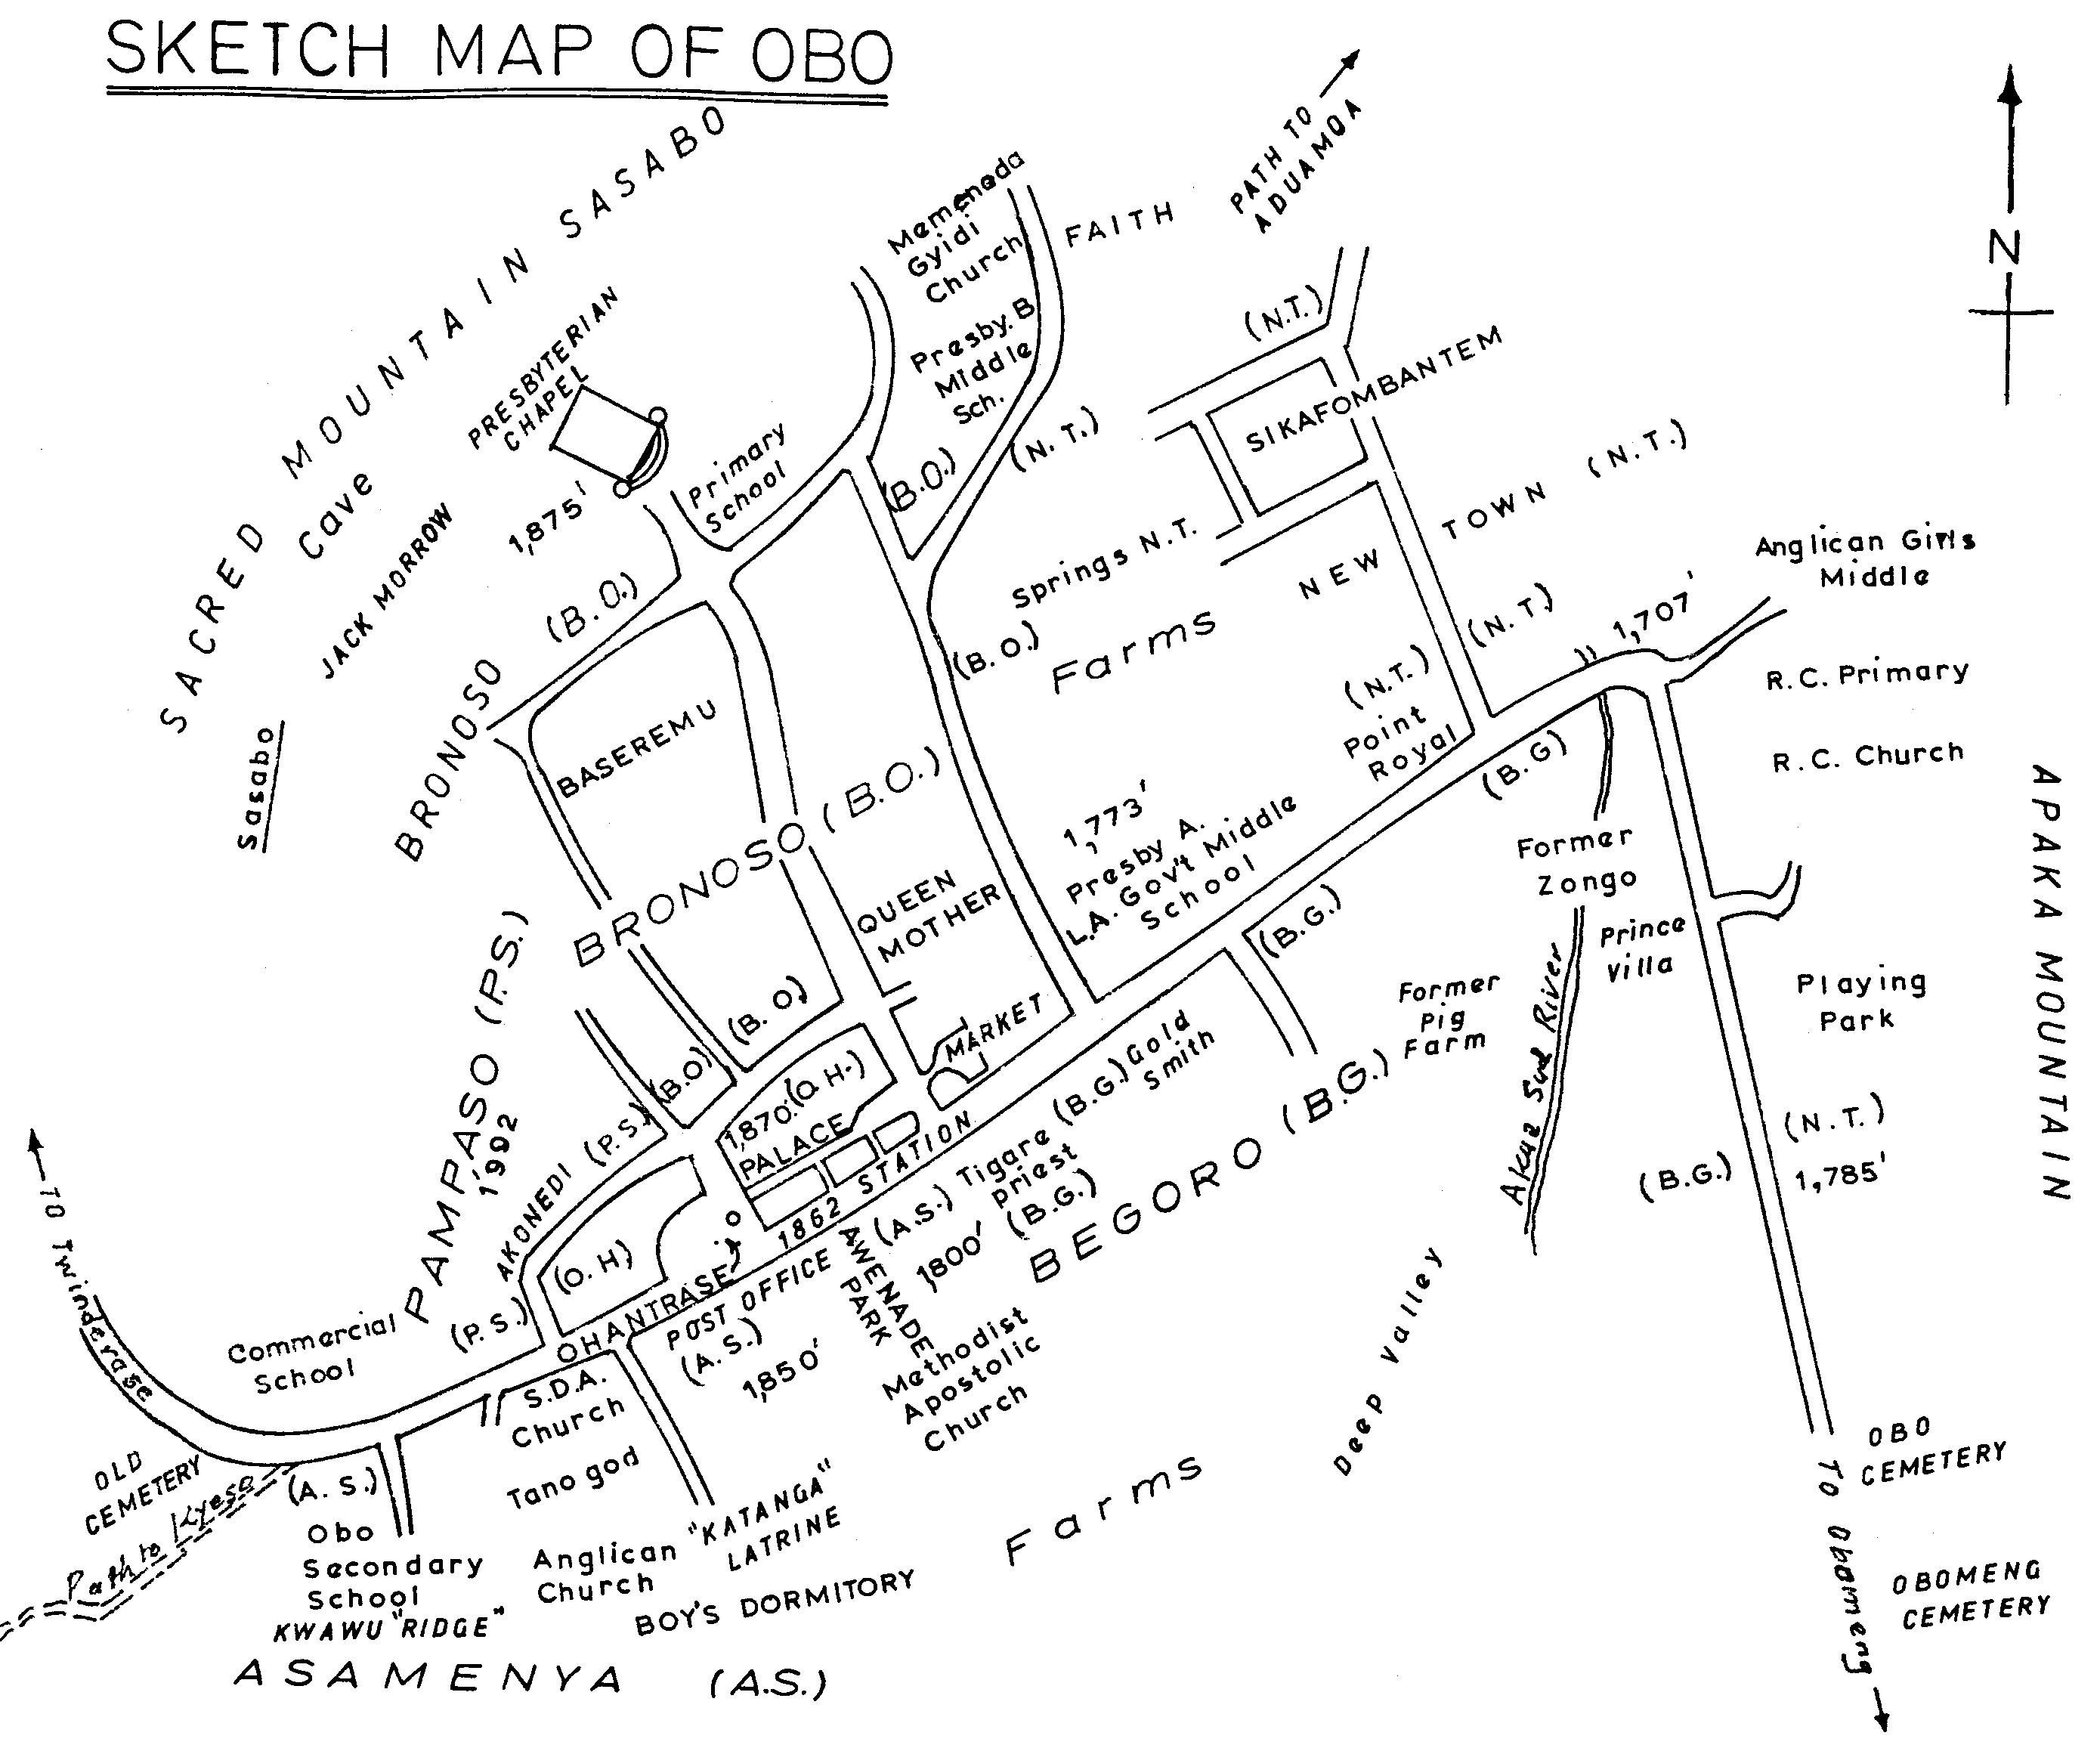 SKETCH MAP OF OBO
SACRED MOUNTAIN SASABO
Cave
JACK MORROW
Sasabo
PRESBYTERIAN
CHAPEL
1,875'
Primary
School
Memeneda
Gyidi
Church
Presby. B
Middle
Sch.
FAITH
PATH TO
ADUAMOA
N
(N.T.)
SIKAFOMBANTEM
(B.O.)
(N.T.)
Springs N.T.
NEW TOWN (N.T.)
(B.O.)
BRONOSO
BASEREMU
(B.O.)
Farms
(N.T.)
(N.T.)
Point
Royal
1,707'
Anglican Girls
Middle
R.C. Primary
R.C. Church
APAKA MOUNTAIN
(B.G)
Former
Zongo
Prince
Villa
Playing
Park
BRONOSO (B.O.)
QUEEN
MOTHER
1,773'
Presby A.
L.A. Gov't Middle
School
(B.G.)
Former
Pig
Farm
River
PAMPASO (P.S.)
1,992
(B.O)
(B.O)
MARKET
1,870' (O.H.)
PALACE
AKONEDI (P.S.)
(O.H)
(P.S.)
1862 STATION
Gold
Smith
(B.G.)
Tigare
Priest
(B.G.)
1800'
(A.S.)
BEGORO (B.G.)
(N.T.)
1,785'
(B.G.)
Deep Valley
OHANTRASE
POST OFFICE
(A.S.)
1,850'
AWENADE
PARK
Methodist
Apostolic
Church
TO Twinderase
Commercial
School
S.D.A.
Church
Tano god
OLD
CEMETERY
Path to
(A.S.)
Obo
Secondary
School
KWAWU "RIDGE"
Anglican
Church
"KATANGA"
LATRINE
BOY'S DORMITORY
Farms
ASAMENYA (A.S.)
OBO
CEMETERY
TO Obomeng
OBOMENG
CEMETERY